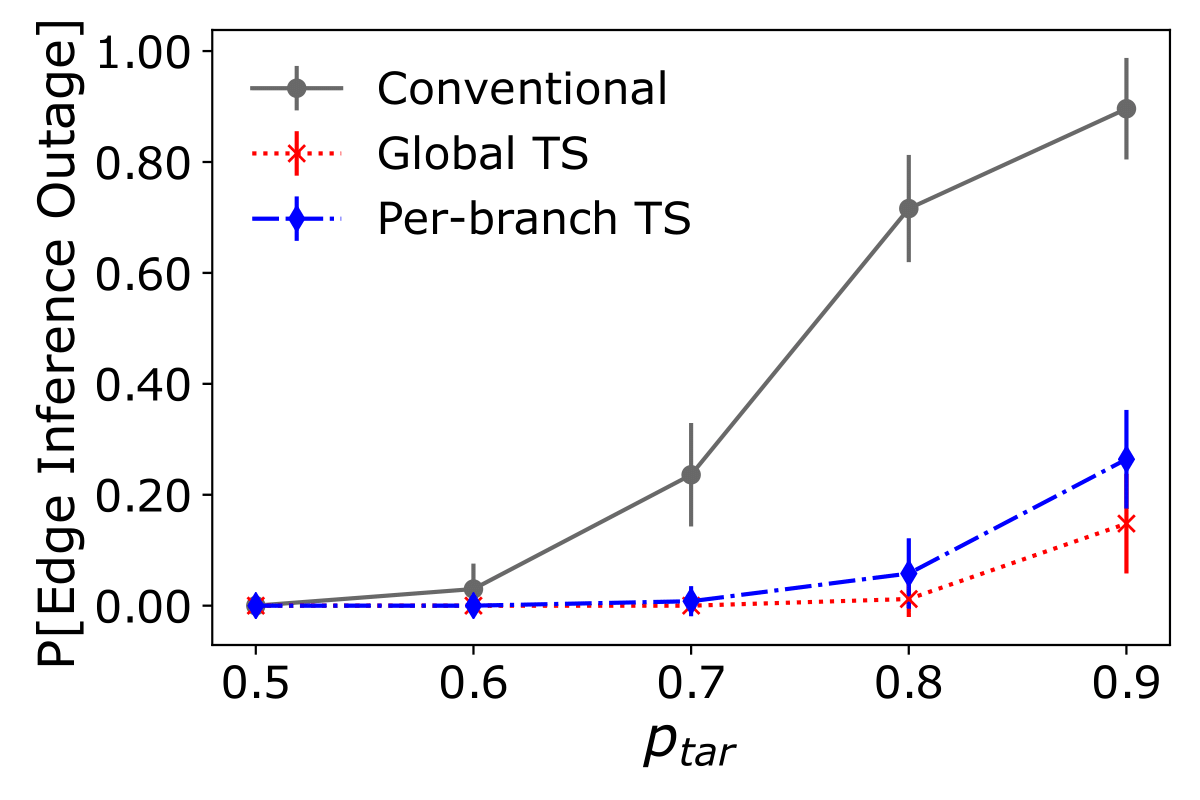 P[Edge Inference Outage]
1.00
0.80
0.60
0.40
0.20
0.00
Conventional
Global TS
Per-branch TS
0.5 0.6 0.7 0.8 0.9
p_tar